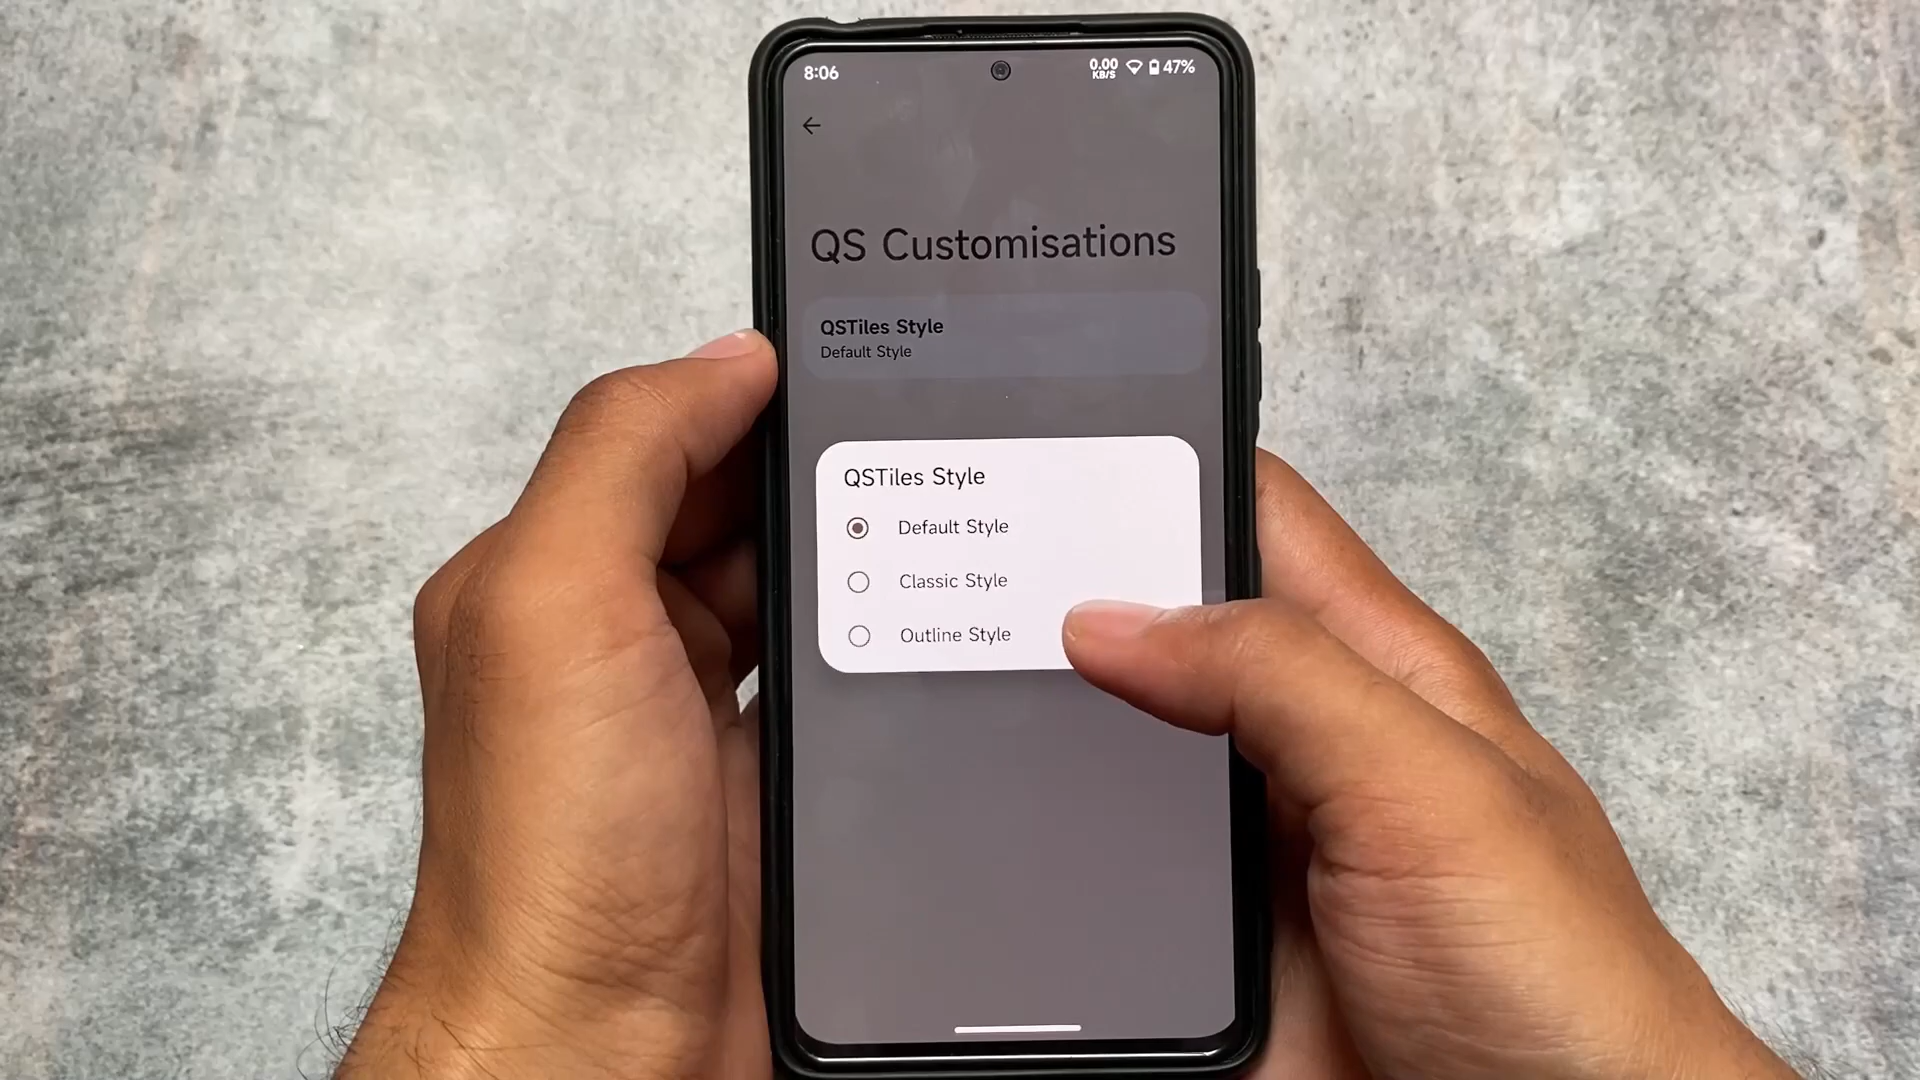 8:06
0.00
KB/S
47%
QS Customisations
QSTiles Style
Default Style
QSTiles Style
Default Style
Classic Style
Outline Style